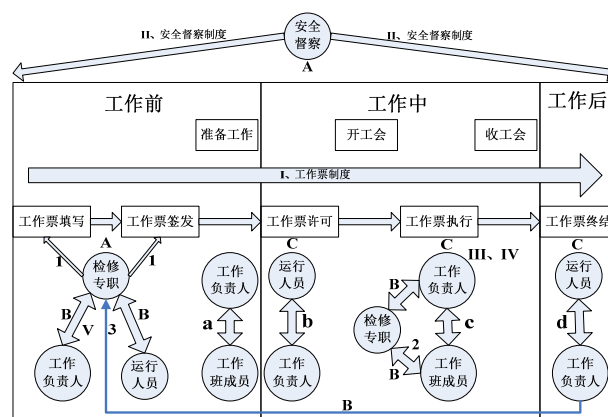 安全
督察
A
II、安全督察制度
II、安全督察制度
工作前
工作中
工作后
准备工作
开工会
收工会
I、工作票制度
工作票填写
工作票签发
工作票许可
工作票执行
工作票终结
A
C
C
III、IV
C
1
1
检修
专职
工作
负责人
运行
人员
工作
负责人
运行
人员
B
V
3
B
a
b
B
检修
专职
2
B
c
d
工作
负责人
运行
人员
工作
班成员
工作
负责人
工作
班成员
工作
负责人
B